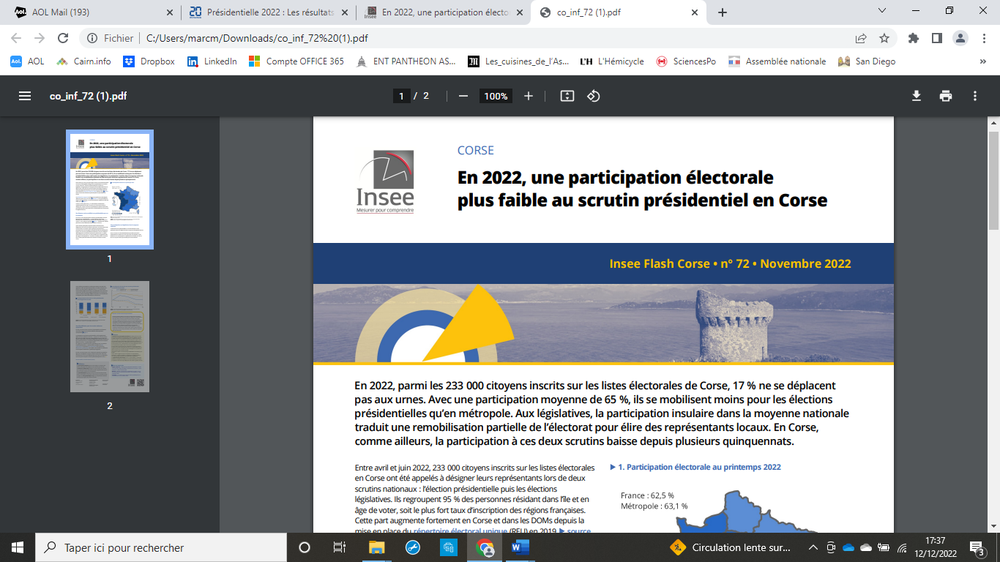 AOL Mail (193)
Présidentielle 2022 : Les résultats
En 2022, une participation électo
co_inf_72 (1).pdf
Fichier
C:/Users/marcm/Downloads/co_inf_72%20(1).pdf
AOL
Cairn.info
Dropbox
LinkedIn
Compte OFFICE 365
ENT PANTHEON AS...
Les_cuisines_de_l'As...
L'H L'Hémicycle
SciencesPo
Assemblée nationale
San Diego
co_inf_72 (1).pdf
1 / 2
100%
1
2
Insee
Mesurer pour comprendre
CORSE
En 2022, une participation électorale
plus faible au scrutin présidentiel en Corse
Insee Flash Corse • n° 72 • Novembre 2022
En 2022, parmi les 233 000 citoyens inscrits sur les listes électorales de Corse, 17 % ne se déplacent
pas aux urnes. Avec une participation moyenne de 65 %, ils se mobilisent moins pour les élections
présidentielles qu'en métropole. Aux législatives, la participation insulaire dans la moyenne nationale
traduit une remobilisation partielle de l'électorat pour élire des représentants locaux. En Corse,
comme ailleurs, la participation à ces deux scrutins baisse depuis plusieurs quinquennats.
Entre avril et juin 2022, 233 000 citoyens inscrits sur les listes électorales
en Corse ont été appelés à désigner leurs représentants lors de deux
scrutins nationaux : l'élection présidentielle puis les élections
législatives. Ils regroupent 95 % des personnes résidant dans l'île et en
âge de voter, soit le plus fort taux d'inscription des régions françaises.
Cette part augmente fortement en Corse et dans les DOMs depuis la
mise en place du répertoire électoral unique (REU) en 2019 ▶ source
▶ 1. Participation électorale au printemps 2022
France : 62,5 %
Métropole : 63,1 %
Taper ici pour rechercher
Circulation lente sur...
17:37
12/12/2022
3